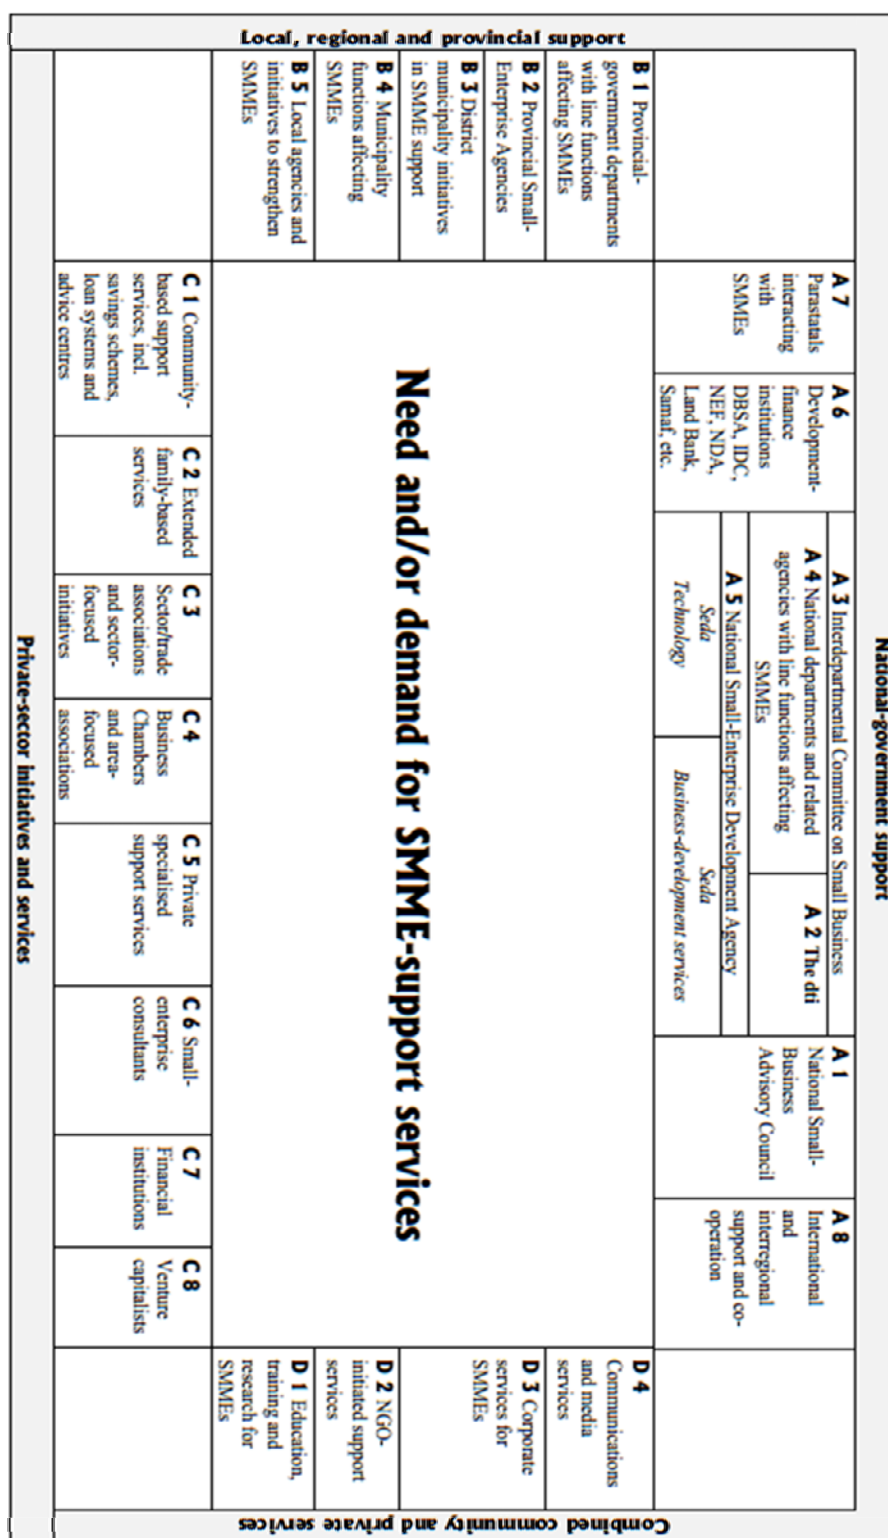 National-government support
A 7
Parastatals
interacting
with
SMMEs
A 6
Development-
finance
institutions
DBSA, IDC,
NEF, NDA,
Land Bank,
Samaf, etc.
A 3 Interdepartmental Committee on Small Business
A 4 National departments and related
agencies with line functions affecting
SMMEs
A 2 The dti
A 5 National Small-Enterprise Development Agency
Seda
Technology
Seda
Business-development services
A 1
National Small-
Business
Advisory Council
A 8
International
and
interregional
support and co-
operation
Local, regional and provincial support
B 1 Provincial-
government departments
with line functions
affecting SMMEs
B 2 Provincial Small-
Enterprise Agencies
B 3 District
municipality initiatives
in SMME support
B 4 Municipality
functions affecting
SMMEs
B 5 Local agencies and
initiatives to strengthen
SMMEs
Need and/or demand for SMME-support services
D 4
Communications
and media
services
D 3 Corporate
services for
SMMEs
D 2 NGO-
initiated support
services
D 1 Education,
training and
research for
SMMEs
Combined community and private services
C 1 Community-
based support
services, incl.
savings schemes,
loan systems and
advice centres
C 2 Extended
family-based
services
C 3
Sector/trade
associations
and sector-
focused
initiatives
C 4
Business
Chambers
and area-
focused
associations
C 5 Private
specialised
support services
C 6 Small-
enterprise
consultants
C 7
Financial
institutions
C 8
Venture
capitalists
Private-sector initiatives and services